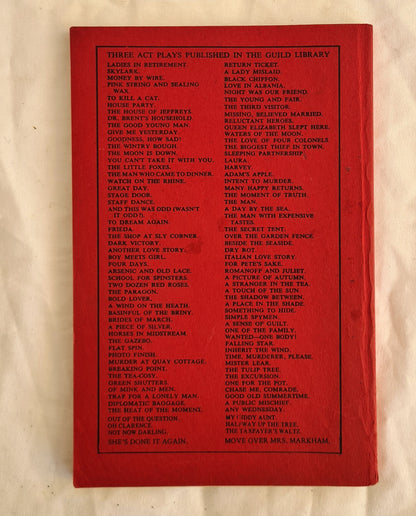 THREE ACT PLAYS PUBLISHED IN THE GUILD LIBRARY
LADIES IN RETIREMENT.
SKYLARK.
MONEY BY WIRE.
PINK STRING AND SEALING
WAX.
TO KILL A CAT.
HOUSE PARTY.
THE HOUSE OF JEFFREYS.
DR. BRENT'S HOUSEHOLD.
THE GOOD YOUNG MAN.
GIVE ME YESTERDAY.
GOODNESS, HOW SAD!
THE WINTRY BOUGH.
THE MOON IS DOWN.
YOU CAN'T TAKE IT WITH YOU.
THE LITTLE FOXES.
THE MAN WHO CAME TO DINNER.
WATCH ON THE RHINE.
GREAT DAY.
STAGE DOOR.
STAFF DANCE.
AND THIS WAS ODD (WASN'T
IT ODD?)
TO DREAM AGAIN.
FRIEDA.
THE SHOP AT SLY CORNER.
DARK VICTORY.
ANOTHER LOVE STORY.
BOY MEETS GIRL.
FOUR DAYS.
ARSENIC AND OLD LACE.
SCHOOL FOR SPINSTERS.
TWO DOZEN RED ROSES.
THE PARAGON.
BOLD LOVER.
A WIND ON THE HEATH.
BASINFUL OF THE BRINY.
BRIDES OF MARCH.
A PIECE OF SILVER.
HORSES IN MIDSTREAM.
THE GAZEBO.
FLAT SPIN.
PHOTO FINISH.
MURDER AT QUAY COTTAGE.
BREAKING POINT.
THE TEA-COSY.
GREEN SHUTTERS.
OF MINK AND MEN.
TRAP FOR A LONELY MAN.
DIPLOMATIC BAGGAGE.
THE HEAT OF THE MOMENT.
OUT OF THE QUESTION.
OH CLARENCE.
NOT NOW DARLING.
SHE'S DONE IT AGAIN.
RETURN TICKET.
A LADY MISLAID.
BLACK CHIFFON.
LOVE IN ALBANIA.
NIGHT WAS OUR FRIEND.
THE YOUNG AND FAIR.
THE THIRD VISITOR.
MISSING, BELIEVED MARRIED.
RELUCTANT HEROES.
QUEEN ELIZABETH SLEPT HERE.
WATERS OF THE MOON.
THE LOVE OF FOUR COLONELS.
THE BIGGEST THIEF IN TOWN.
SLEEPING PARTNERSHIP.
LAURA.
HARVEY
ADAM'S APPLE.
INTENT TO MURDER.
MANY HAPPY RETURNS.
THE MOMENT OF TRUTH.
THE MAN.
A DAY BY THE SEA.
THE MAN WITH EXPENSIVE
TASTES.
THE SECRET TENT.
OVER THE GARDEN FENCE.
BESIDE THE SEASIDE.
DRY ROT
ITALIAN LOVE STORY.
FOR PETE'S SAKE.
ROMANOFF AND JULIET.
A PICTURE OF AUTUMN.
A STRANGER IN THE TEA.
A TOUCH OF THE SUN.
THE SHADOW BETWEEN.
A PLACE IN THE SHADE.
SOMETHING TO HIDE.
SIMPLE SPYMEN.
A SENSE OF GUILT.
ONE OF THE FAMILY.
WANTED—ONE BODY!
FALLING STAR.
INHERIT THE WIND.
TIME, MURDERER, PLEASE.
MISTER LEAR.
THE TULIP TREE.
THE EXCURSION.
ONE FOR THE POT.
CHASE ME, COMRADE.
GOOD OLD SUMMERTIME.
A PUBLIC MISCHIEF.
ANY WEDNESDAY.
MY GIDDY AUNT.
HALFWAY UP THE TREE.
THE TAXPAYER'S WALTZ.
MOVE OVER MRS. MARKHAM.